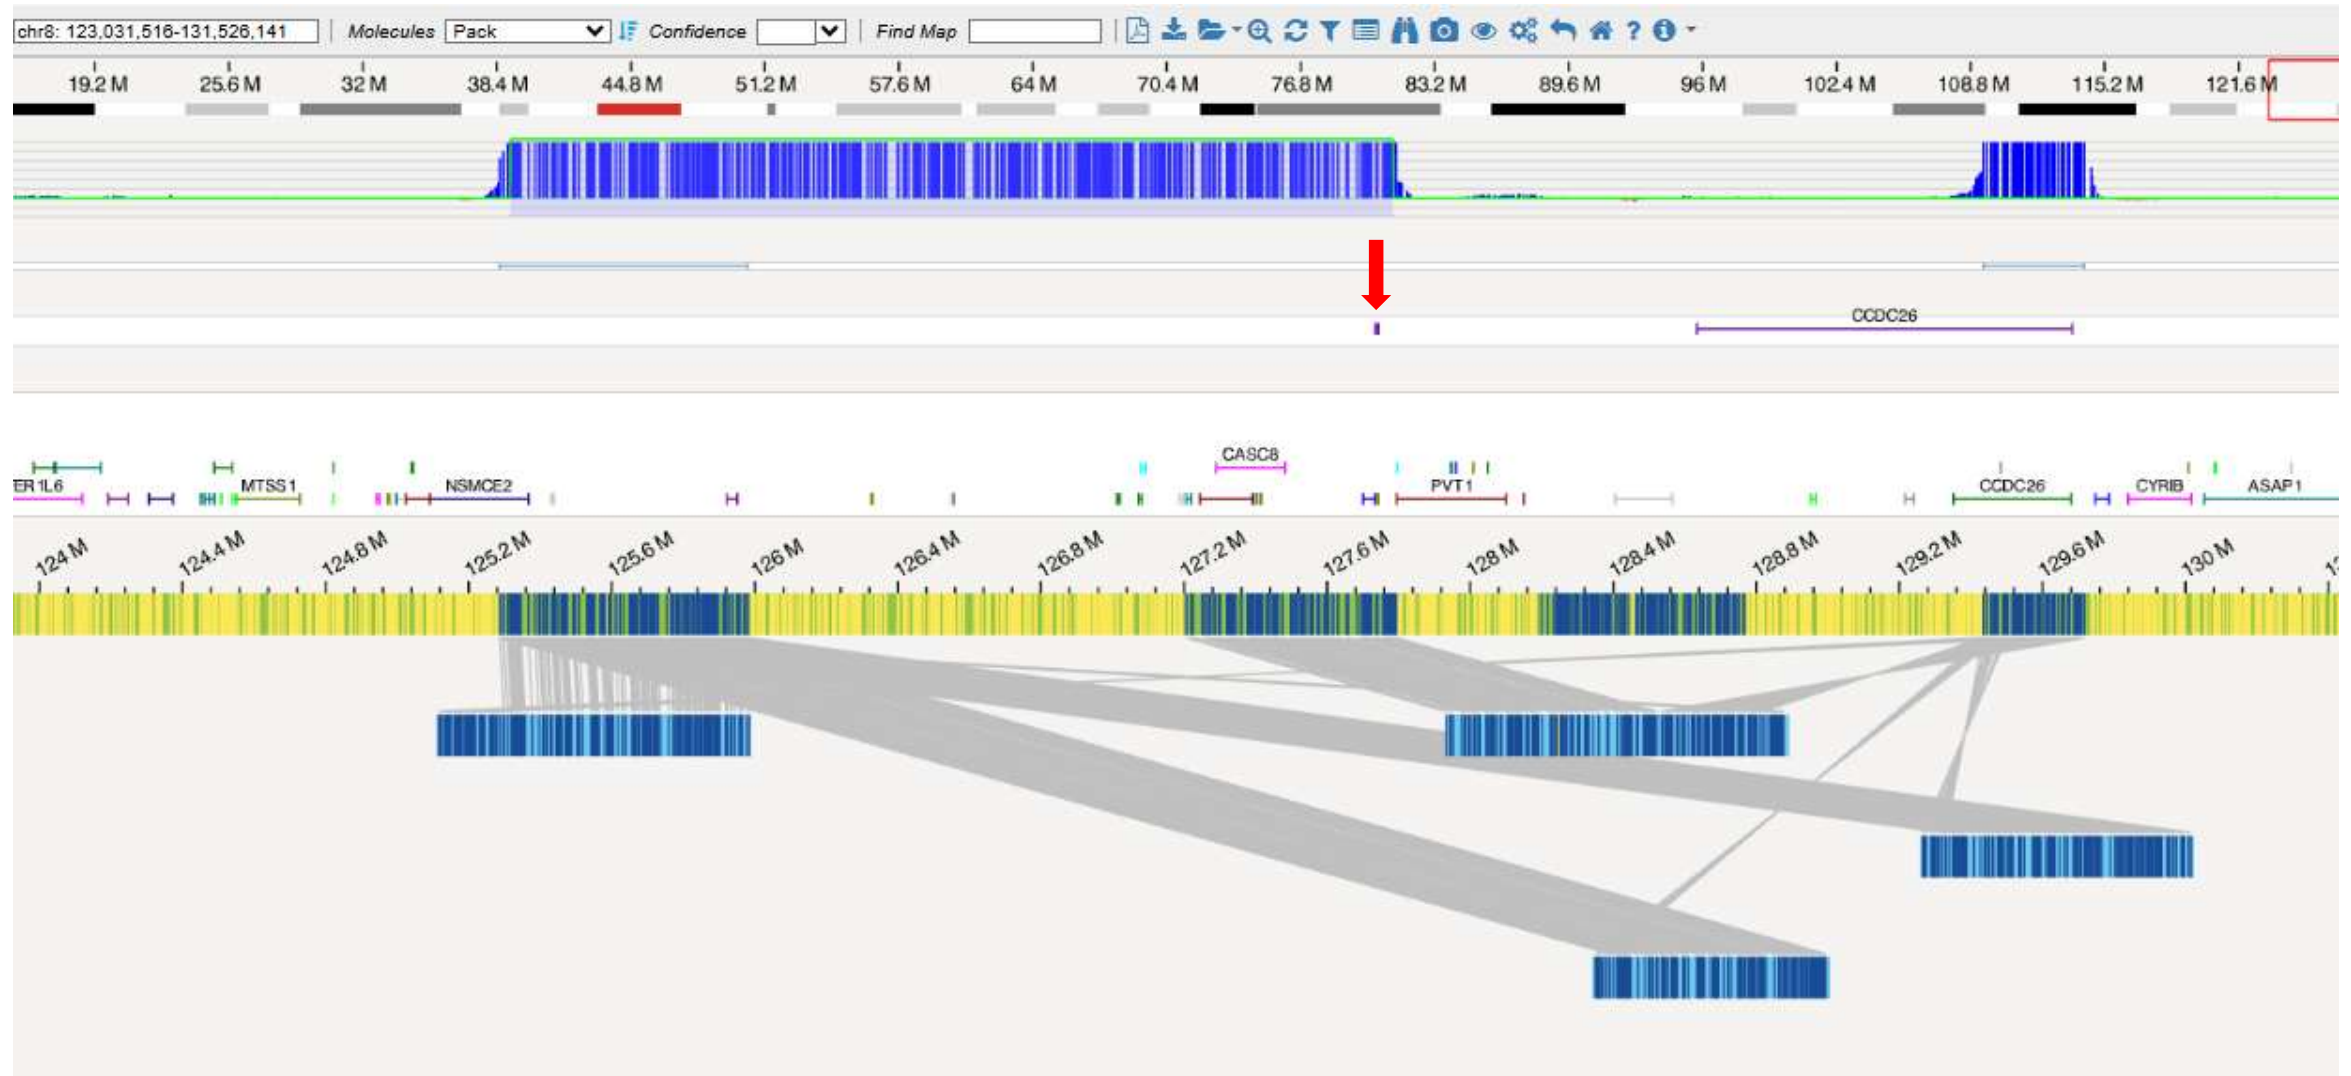 chr8: 123,031,516-131,526,141 Molecules Pack Confidence Find Map ?
19.2 M 25.6 M 32 M 38.4 M 44.8 M 51.2 M 57.6 M 64 M 70.4 M 76.8 M 83.2 M 89.6 M 96 M 102.4 M 108.8 M 115.2 M 121.6 M
CCDC26
CASC8
ER1L6 MTSS1 NSMCE2 PVT1 CCDC26 CYRIB ASAP1
124 M 124.4 M 124.8 M 125.2 M 125.6 M 126 M 126.4 M 126.8 M 127.2 M 127.6 M 128 M 128.4 M 128.8 M 129.2 M 129.6 M 130 M